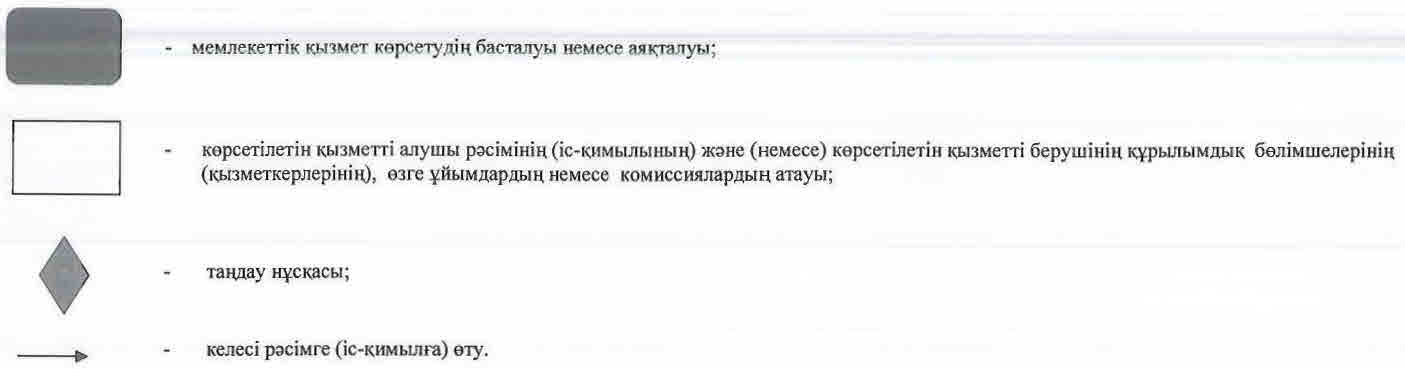 - мемлекеттік қызмет көрсетудің басталуы немесе аяқталуы;
- көрсетілетін қызметті алушы рәсімінің (іс-қимылының) және (немесе) көрсетілетін қызметті берушінің құрылымдық бөлімшелерінің
(қызметкерлерінің), өзге ұйымдардың немесе комиссиялардың атауы;
- таңдау нұсқасы;
- келесі рәсімге (іс-қимылға) өту.